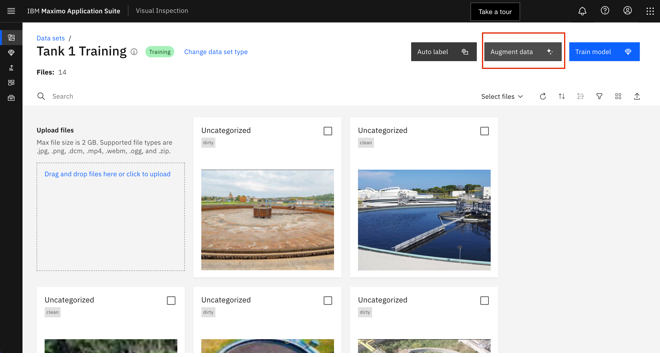 IBM Maximo Application Suite
Visual Inspection
Take a tour
Data sets /
Tank 1 Training
Training
Change data set type
Auto label
Augment data
Train model
Files: 14
Search
Select files
Upload files
Max file size is 2 GB. Supported file types are
.jpg, .png, .dcm, .mp4, .webm, .ogg, and .zip.
Drag and drop files here or click to upload
Uncategorized
dirty
Uncategorized
clean
Uncategorized
clean
Uncategorized
dirty
Uncategorized
dirty